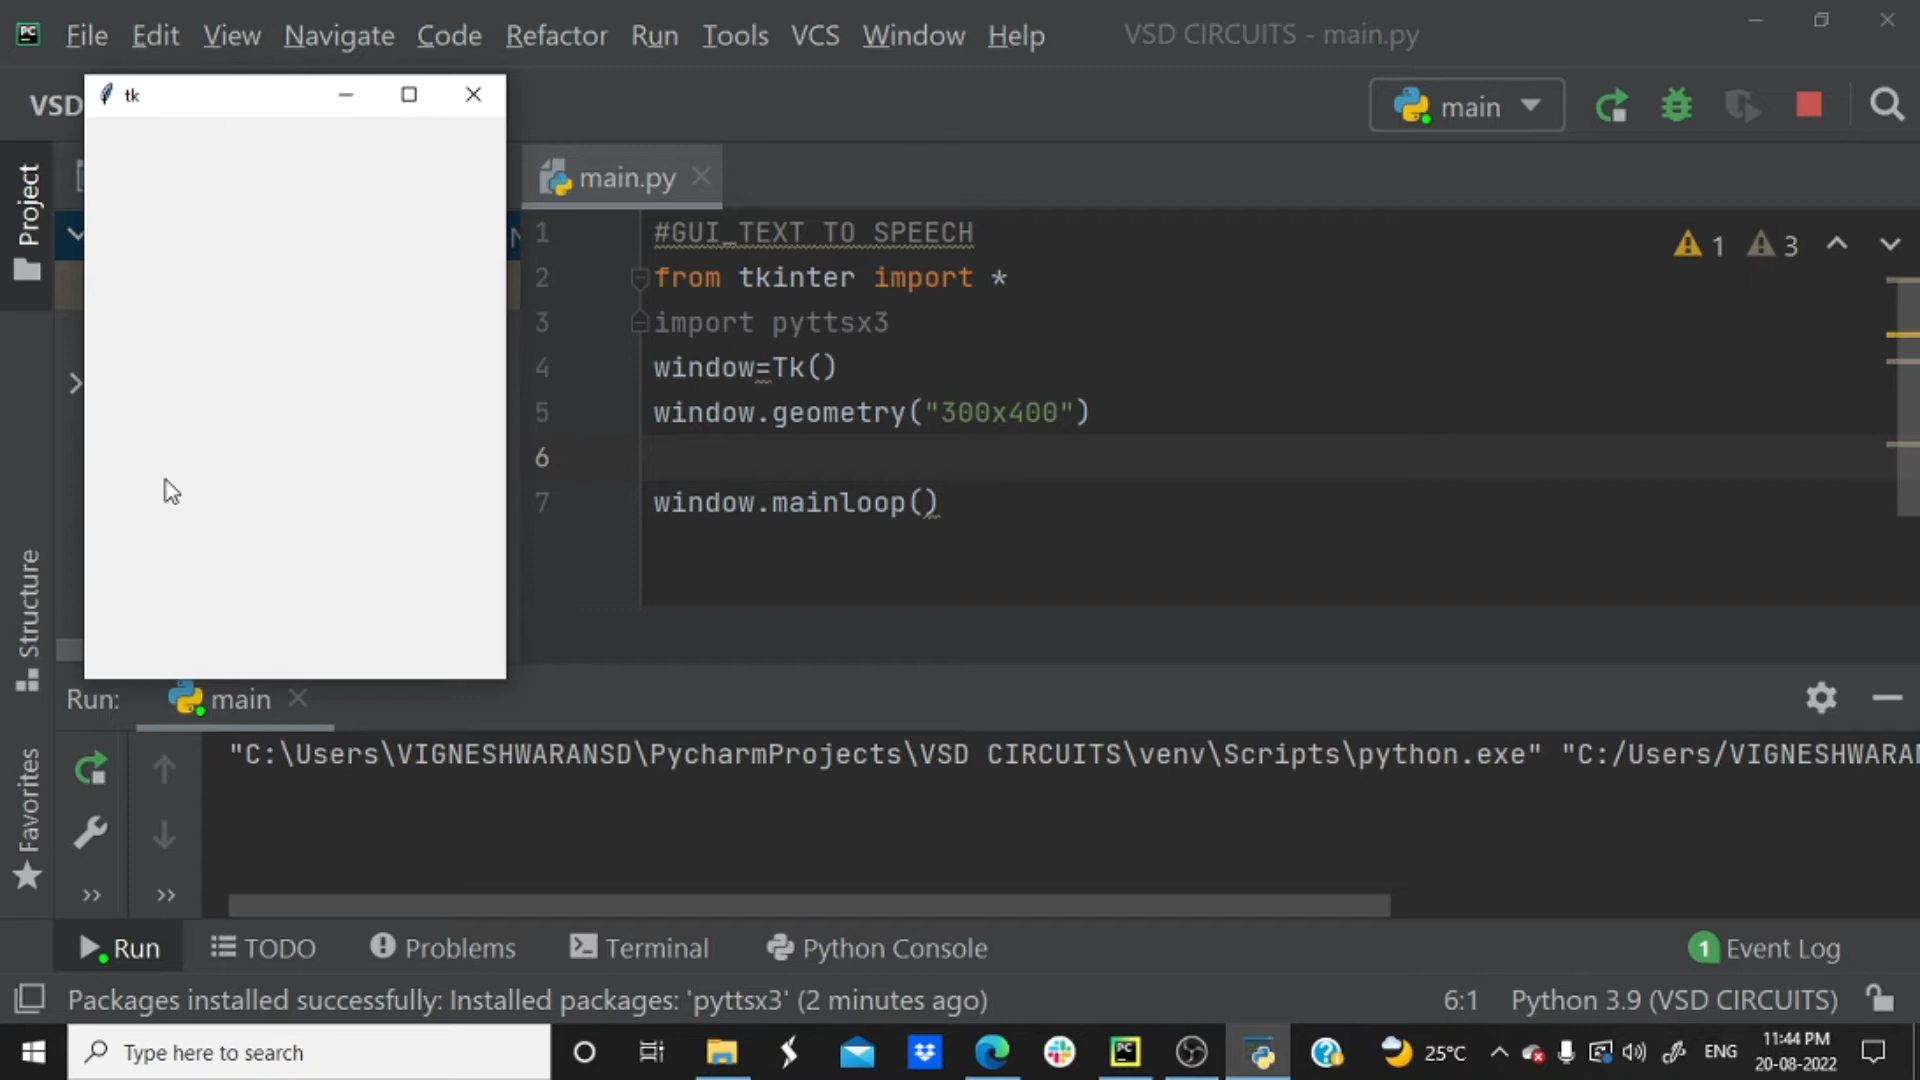 File Edit View Navigate Code Refactor Run Tools VCS Window Help VSD CIRCUITS - main.py
VSD
tk
main
main.py
1 #GUI_TEXT TO SPEECH
2 from tkinter import *
3 import pyttsx3
4 window=Tk()
5 window.geometry("300x400")
6
7 window.mainloop()
1 3
Project
Structure
Favorites
Run: main
"C:\Users\VIGNESHWARANSD\PycharmProjects\VSD CIRCUITS\venv\Scripts\python.exe" "C:/Users/VIGNESHWARAN
Run TODO Problems Terminal Python Console 1 Event Log
Packages installed successfully: Installed packages: 'pyttsx3' (2 minutes ago) 6:1 Python 3.9 (VSD CIRCUITS)
Type here to search 25°C ENG 11:44 PM
20-08-2022